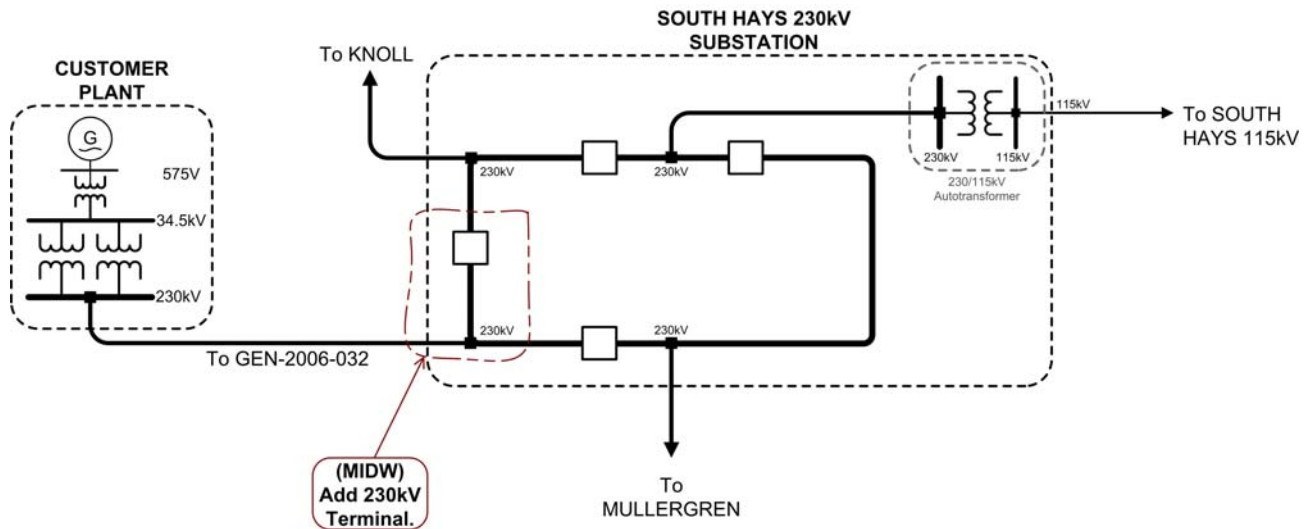 SOUTH HAYS 230kV
SUBSTATION
To KNOLL
CUSTOMER
PLANT
G
575V
34.5kV
230kV
230kV
230kV
230kV
115kV
230/115kV
Autotransformer
115kV
To SOUTH
HAYS 115kV
230kV
230kV
To GEN-2006-032
(MIDW)
Add 230kV
Terminal.
To
MULLERGREN